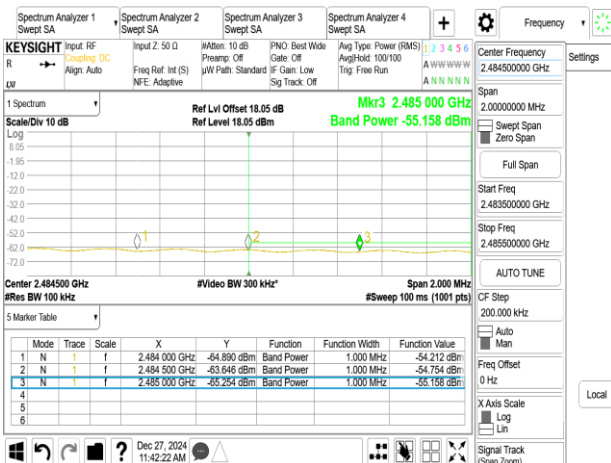 Spectrum Analyzer 1
Swept SA
Spectrum Analyzer 2
Swept SA
Spectrum Analyzer 3
Swept SA
Spectrum Analyzer 4
Swept SA
+
Frequency
KEYSIGHT
R
Input: RF
Coupling: DC
Align: Auto
Input Z: 50 Ω
Freq Ref: Int (S)
NFE: Adaptive
#Atten: 10 dB
Preamp: Off
µW Path: Standard
PNO: Best Wide
Gate: Off
IF Gain: Low
Sig Track: Off
Avg Type: Power (RMS)
Avg|Hold: 100/100
Trig: Free Run
1 2 3 4 5 6
A W W W W W
A N N N N N
1 Spectrum
Scale/Div 10 dB
Ref Lvl Offset 18.05 dB
Ref Level 18.05 dBm
Mkr3 2.485 000 GHz
Band Power -55.158 dBm
Log
8.05
-1.95
-12.0
-22.0
-32.0
-42.0
-52.0
-62.0
-72.0
1
2
3
Center 2.484500 GHz
#Res BW 100 kHz
#Video BW 300 kHz*
Span 2.000 MHz
#Sweep 100 ms (1001 pts)
5 Marker Table
Mode Trace Scale X Y Function Function Width Function Value
1 N 1 f 2.484 000 GHz -64.890 dBm Band Power 1.000 MHz -54.212 dBm
2 N 1 f 2.484 500 GHz -63.646 dBm Band Power 1.000 MHz -54.754 dBm
3 N 1 f 2.485 000 GHz -65.254 dBm Band Power 1.000 MHz -55.158 dBm
4
5
6
?
Dec 27, 2024
11:42:22 AM
Center Frequency
2.484500000 GHz
Span
2.00000000 MHz
Swept Span
Zero Span
Full Span
Start Freq
2.483500000 GHz
Stop Freq
2.485500000 GHz
AUTO TUNE
CF Step
200.000 kHz
Auto
Man
Freq Offset
0 Hz
X Axis Scale
Log
Lin
Signal Track
(Span Zoom)
Settings
Local